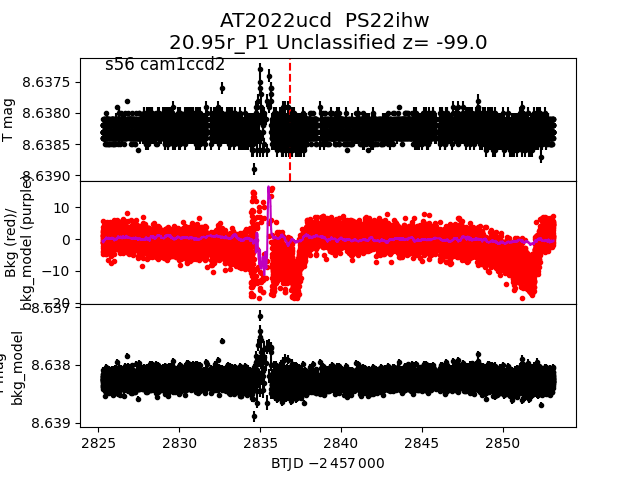 AT2022ucd  PS22ihw
20.95r_P1 Unclassified z= -99.0
s56 cam1ccd2
T mag
8.6375
8.6380
8.6385
8.6390
Bkg (red)/
bkg_model (purple)
10
0
−10
−20
8.637
8.638
8.639
bkg_model
2825
2830
2835
2840
2845
2850
BTJD −2 457 000